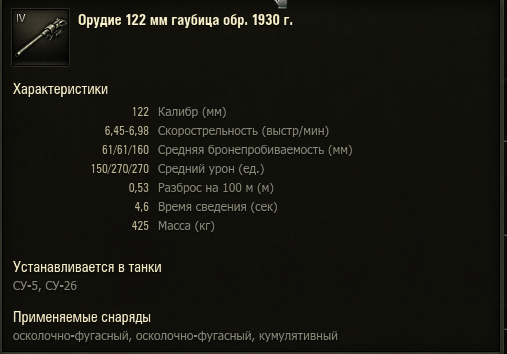 IV
Орудие 122 мм гаубица обр. 1930 г.
Характеристики
122 Калибр (мм)
6,45-6,98 Скорострельность (выстр/мин)
61/61/160 Средняя бронепробиваемость (мм)
150/270/270 Средний урон (ед.)
0,53 Разброс на 100 м (м)
4,6 Время сведения (сек)
425 Масса (кг)
Устанавливается в танки
СУ-5, СУ-26
Применяемые снаряды
осколочно-фугасный, осколочно-фугасный, кумулятивный